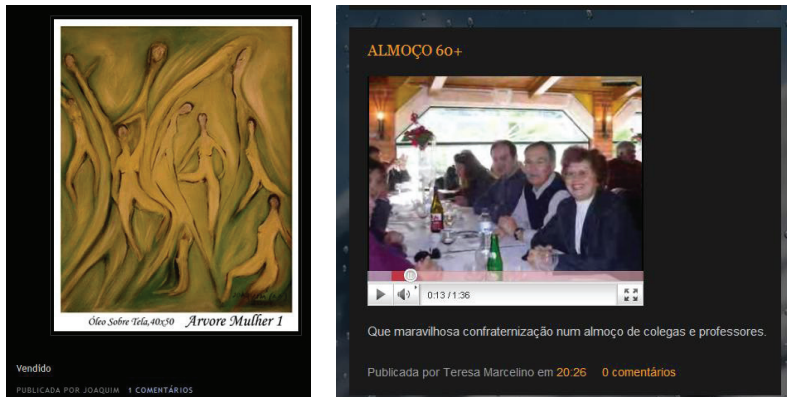 Óleo Sobre Tela,40x50 Arvore Mulher 1
Vendido
PUBLICADA POR JOAQUIM 1 COMENTÁRIOS
ALMOÇO 60+
0:13 / 1:36
Que maravilhosa confraternização num almoço de colegas e professores.
Publicada por Teresa Marcelino em 20:26 0 comentários